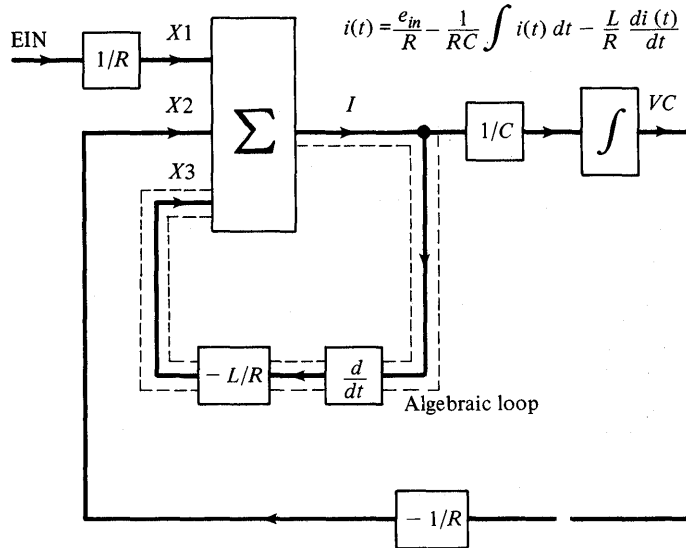 i(t) = e_in/R − 1/RC ∫ i(t) dt − L/R di (t)/dt
EIN
X1
1/R
X2
I
VC
Σ
1/C
∫
X3
− L/R
d/dt
Algebraic loop
− 1/R